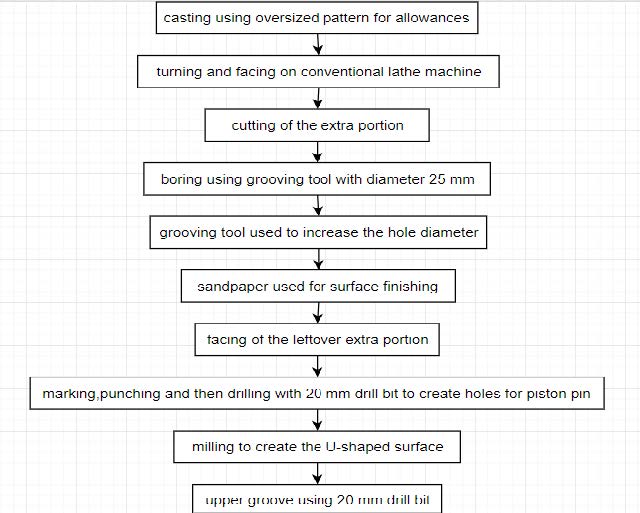 casting using oversized pattern for allowances
turning and facing on conventional lathe machine
cutting of the extra portion
boring using grooving tool with diameter 25 mm
grooving tool used to increase the hole diameter
sandpaper used for surface finishing
facing of the leftover extra portion
marking,punching and then drilling with 20 mm drill bit to create holes for piston pin
milling to create the U-shaped surface
upper groove using 20 mm drill bit